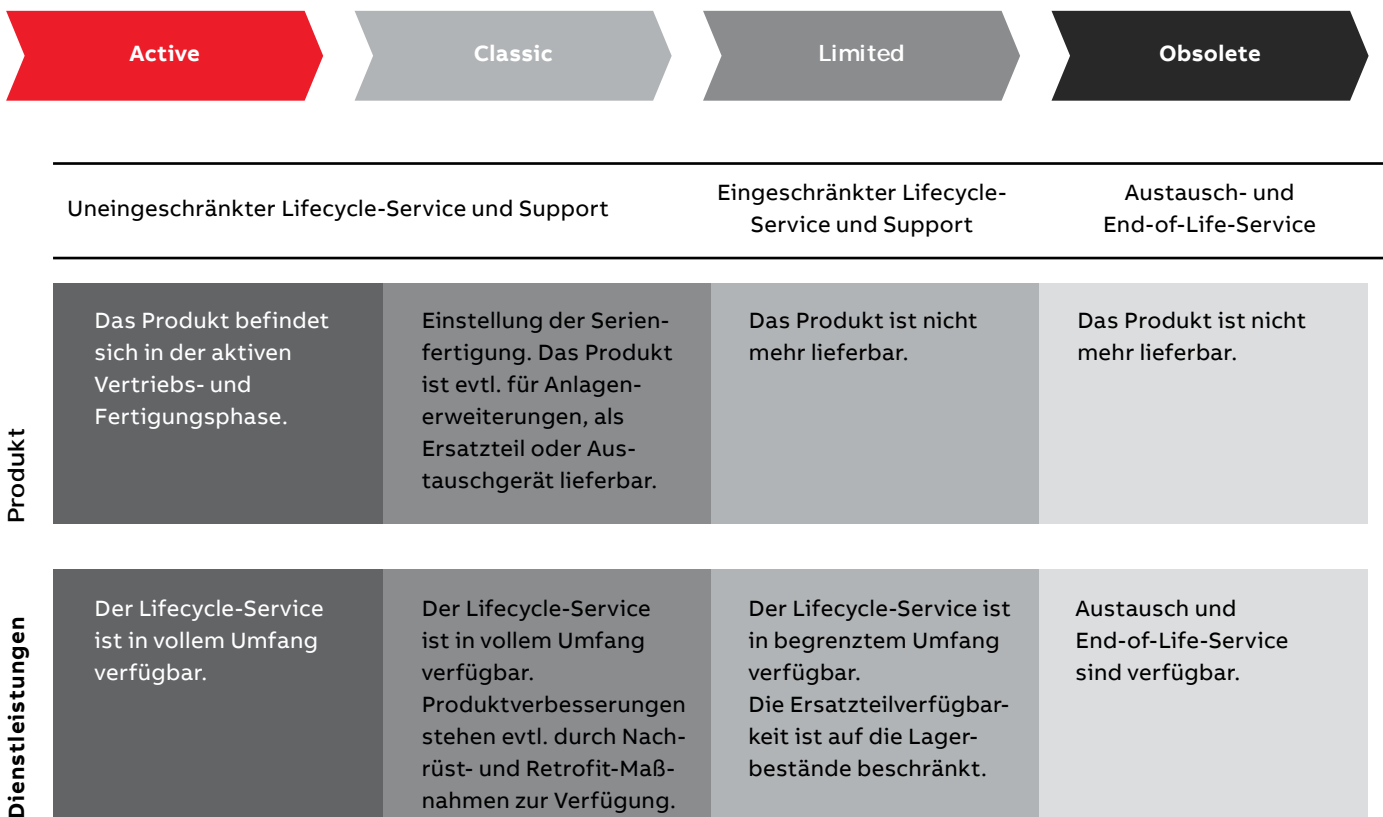 Active
Classic
Limited
Obsolete
Uneingeschränkter Lifecycle-Service und Support
Eingeschränkter Lifecycle-
Service und Support
Austausch- und
End-of-Life-Service
Produkt
Das Produkt befindet
sich in der aktiven
Vertriebs- und
Fertigungsphase.
Einstellung der Serien-
fertigung. Das Produkt
ist evtl. für Anlagen-
erweiterungen, als
Ersatzteil oder Aus-
tauschgerät lieferbar.
Das Produkt ist nicht
mehr lieferbar.
Das Produkt ist nicht
mehr lieferbar.
Dienstleistungen
Der Lifecycle-Service
ist in vollem Umfang
verfügbar.
Der Lifecycle-Service
ist in vollem Umfang
verfügbar.
Produktverbesserungen
stehen evtl. durch Nach-
rüst- und Retrofit-Maß-
nahmen zur Verfügung.
Der Lifecycle-Service ist
in begrenztem Umfang
verfügbar.
Die Ersatzteilverfügbar-
keit ist auf die Lager-
bestände beschränkt.
Austausch und
End-of-Life-Service
sind verfügbar.